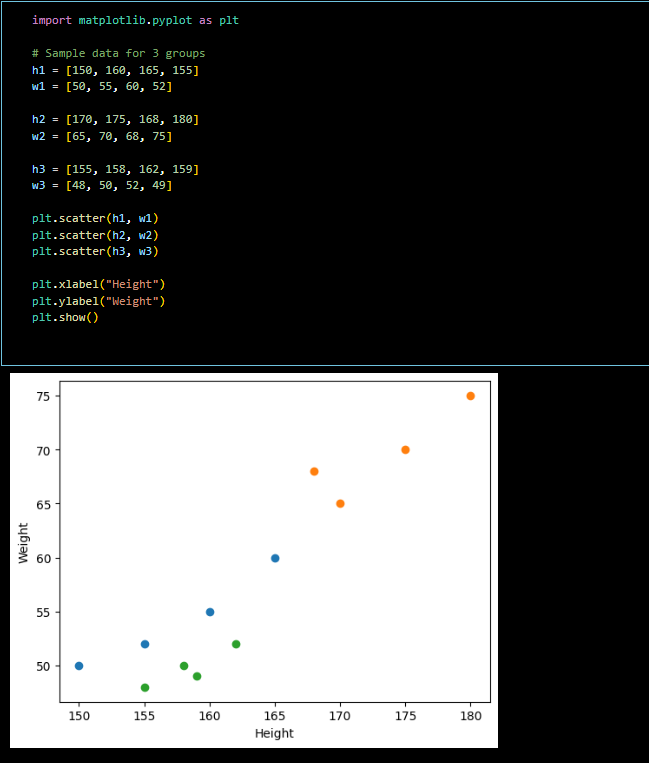 import matplotlib.pyplot as plt
# Sample data for 3 groups
h1 = [150, 160, 165, 155]
w1 = [50, 55, 60, 52]
h2 = [170, 175, 168, 180]
w2 = [65, 70, 68, 75]
h3 = [155, 158, 162, 159]
w3 = [48, 50, 52, 49]
plt.scatter(h1, w1)
plt.scatter(h2, w2)
plt.scatter(h3, w3)
plt.xlabel("Height")
plt.ylabel("Weight")
plt.show()
75
70
65
60
55
50
Weight
150 155 160 165 170 175 180
Height